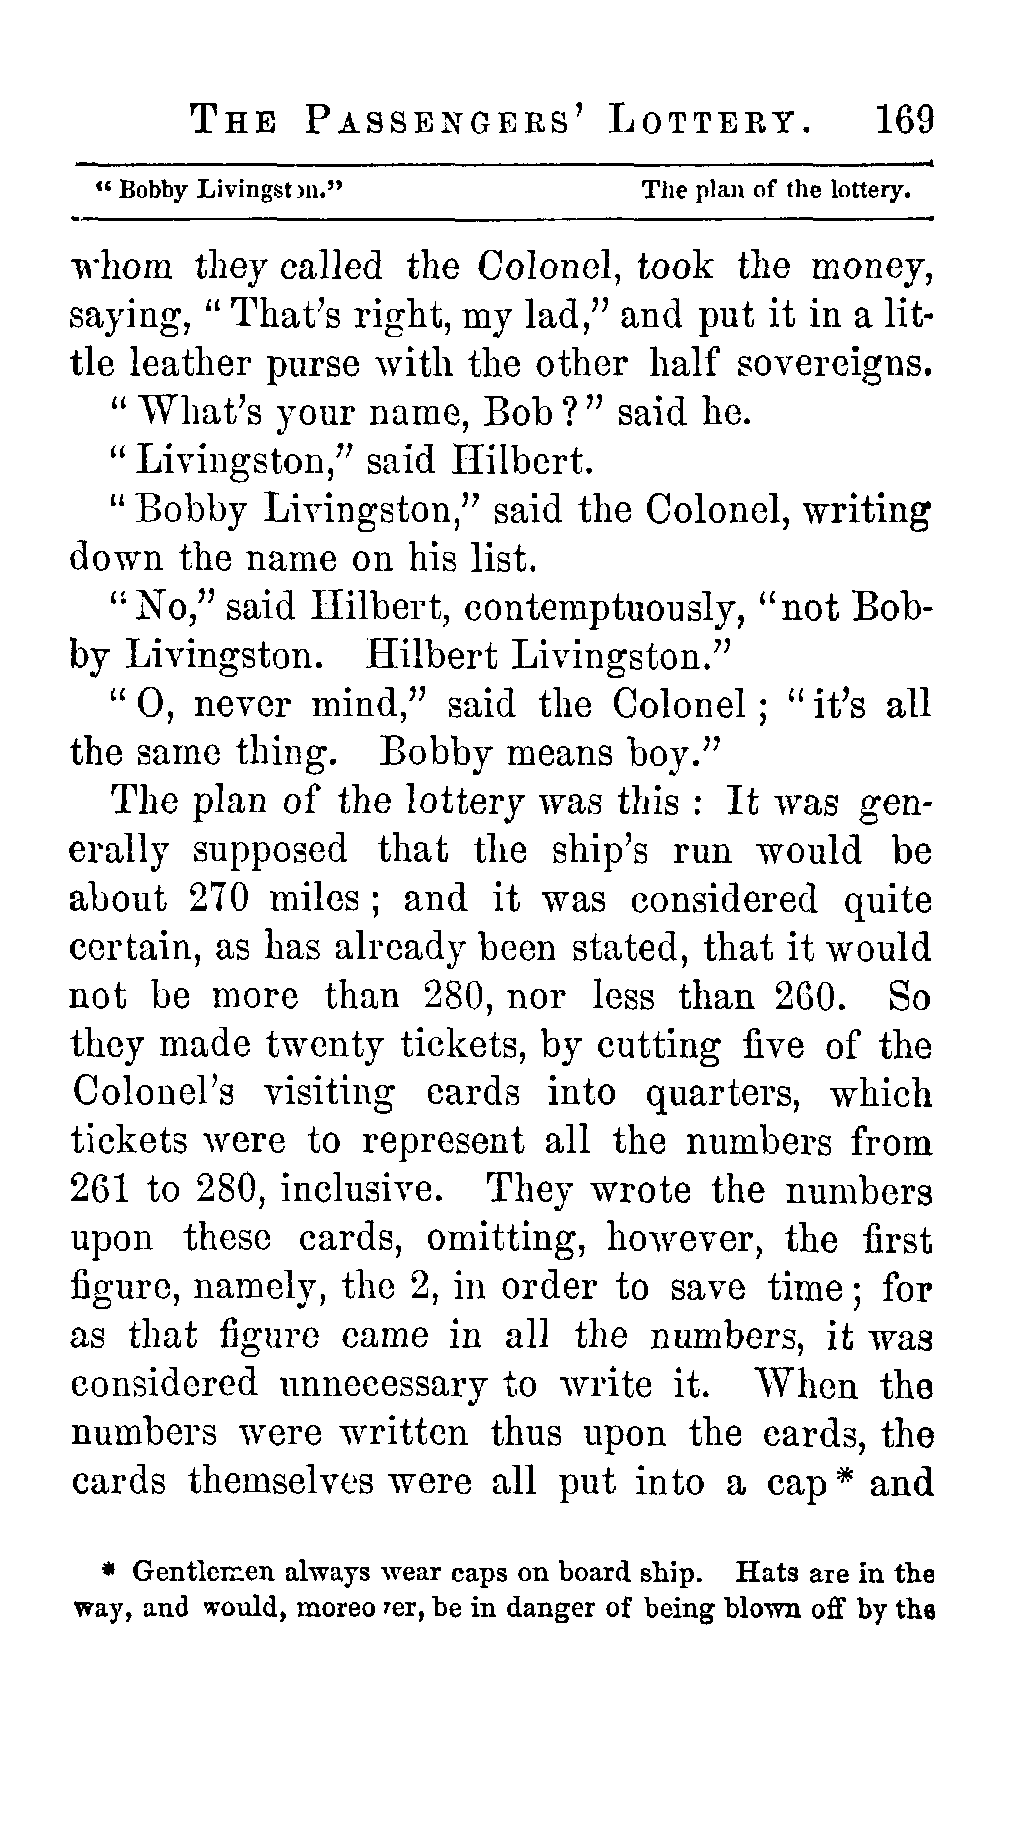 THE PASSENGERS' LOTTERY. 169
"Bobby Livingston." The plan of the lottery.
whom they called the Colonel, took the money,
saying, "That's right, my lad," and put it in a lit-
tle leather purse with the other half sovereigns.
"What's your name, Bob?" said he.
"Livingston," said Hilbert.
"Bobby Livingston," said the Colonel, writing
down the name on his list.
"No," said Hilbert, contemptuously, "not Bob-
by Livingston. Hilbert Livingston."
"O, never mind," said the Colonel; "it's all
the same thing. Bobby means boy."
The plan of the lottery was this: It was gen-
erally supposed that the ship's run would be
about 270 miles; and it was considered quite
certain, as has already been stated, that it would
not be more than 280, nor less than 260. So
they made twenty tickets, by cutting five of the
Colonel's visiting cards into quarters, which
tickets were to represent all the numbers from
261 to 280, inclusive. They wrote the numbers
upon these cards, omitting, however, the first
figure, namely, the 2, in order to save time; for
as that figure came in all the numbers, it was
considered unnecessary to write it. When the
numbers were written thus upon the cards, the
cards themselves were all put into a cap* and
* Gentlemen always wear caps on board ship. Hats are in the
way, and would, moreover, be in danger of being blown off by the